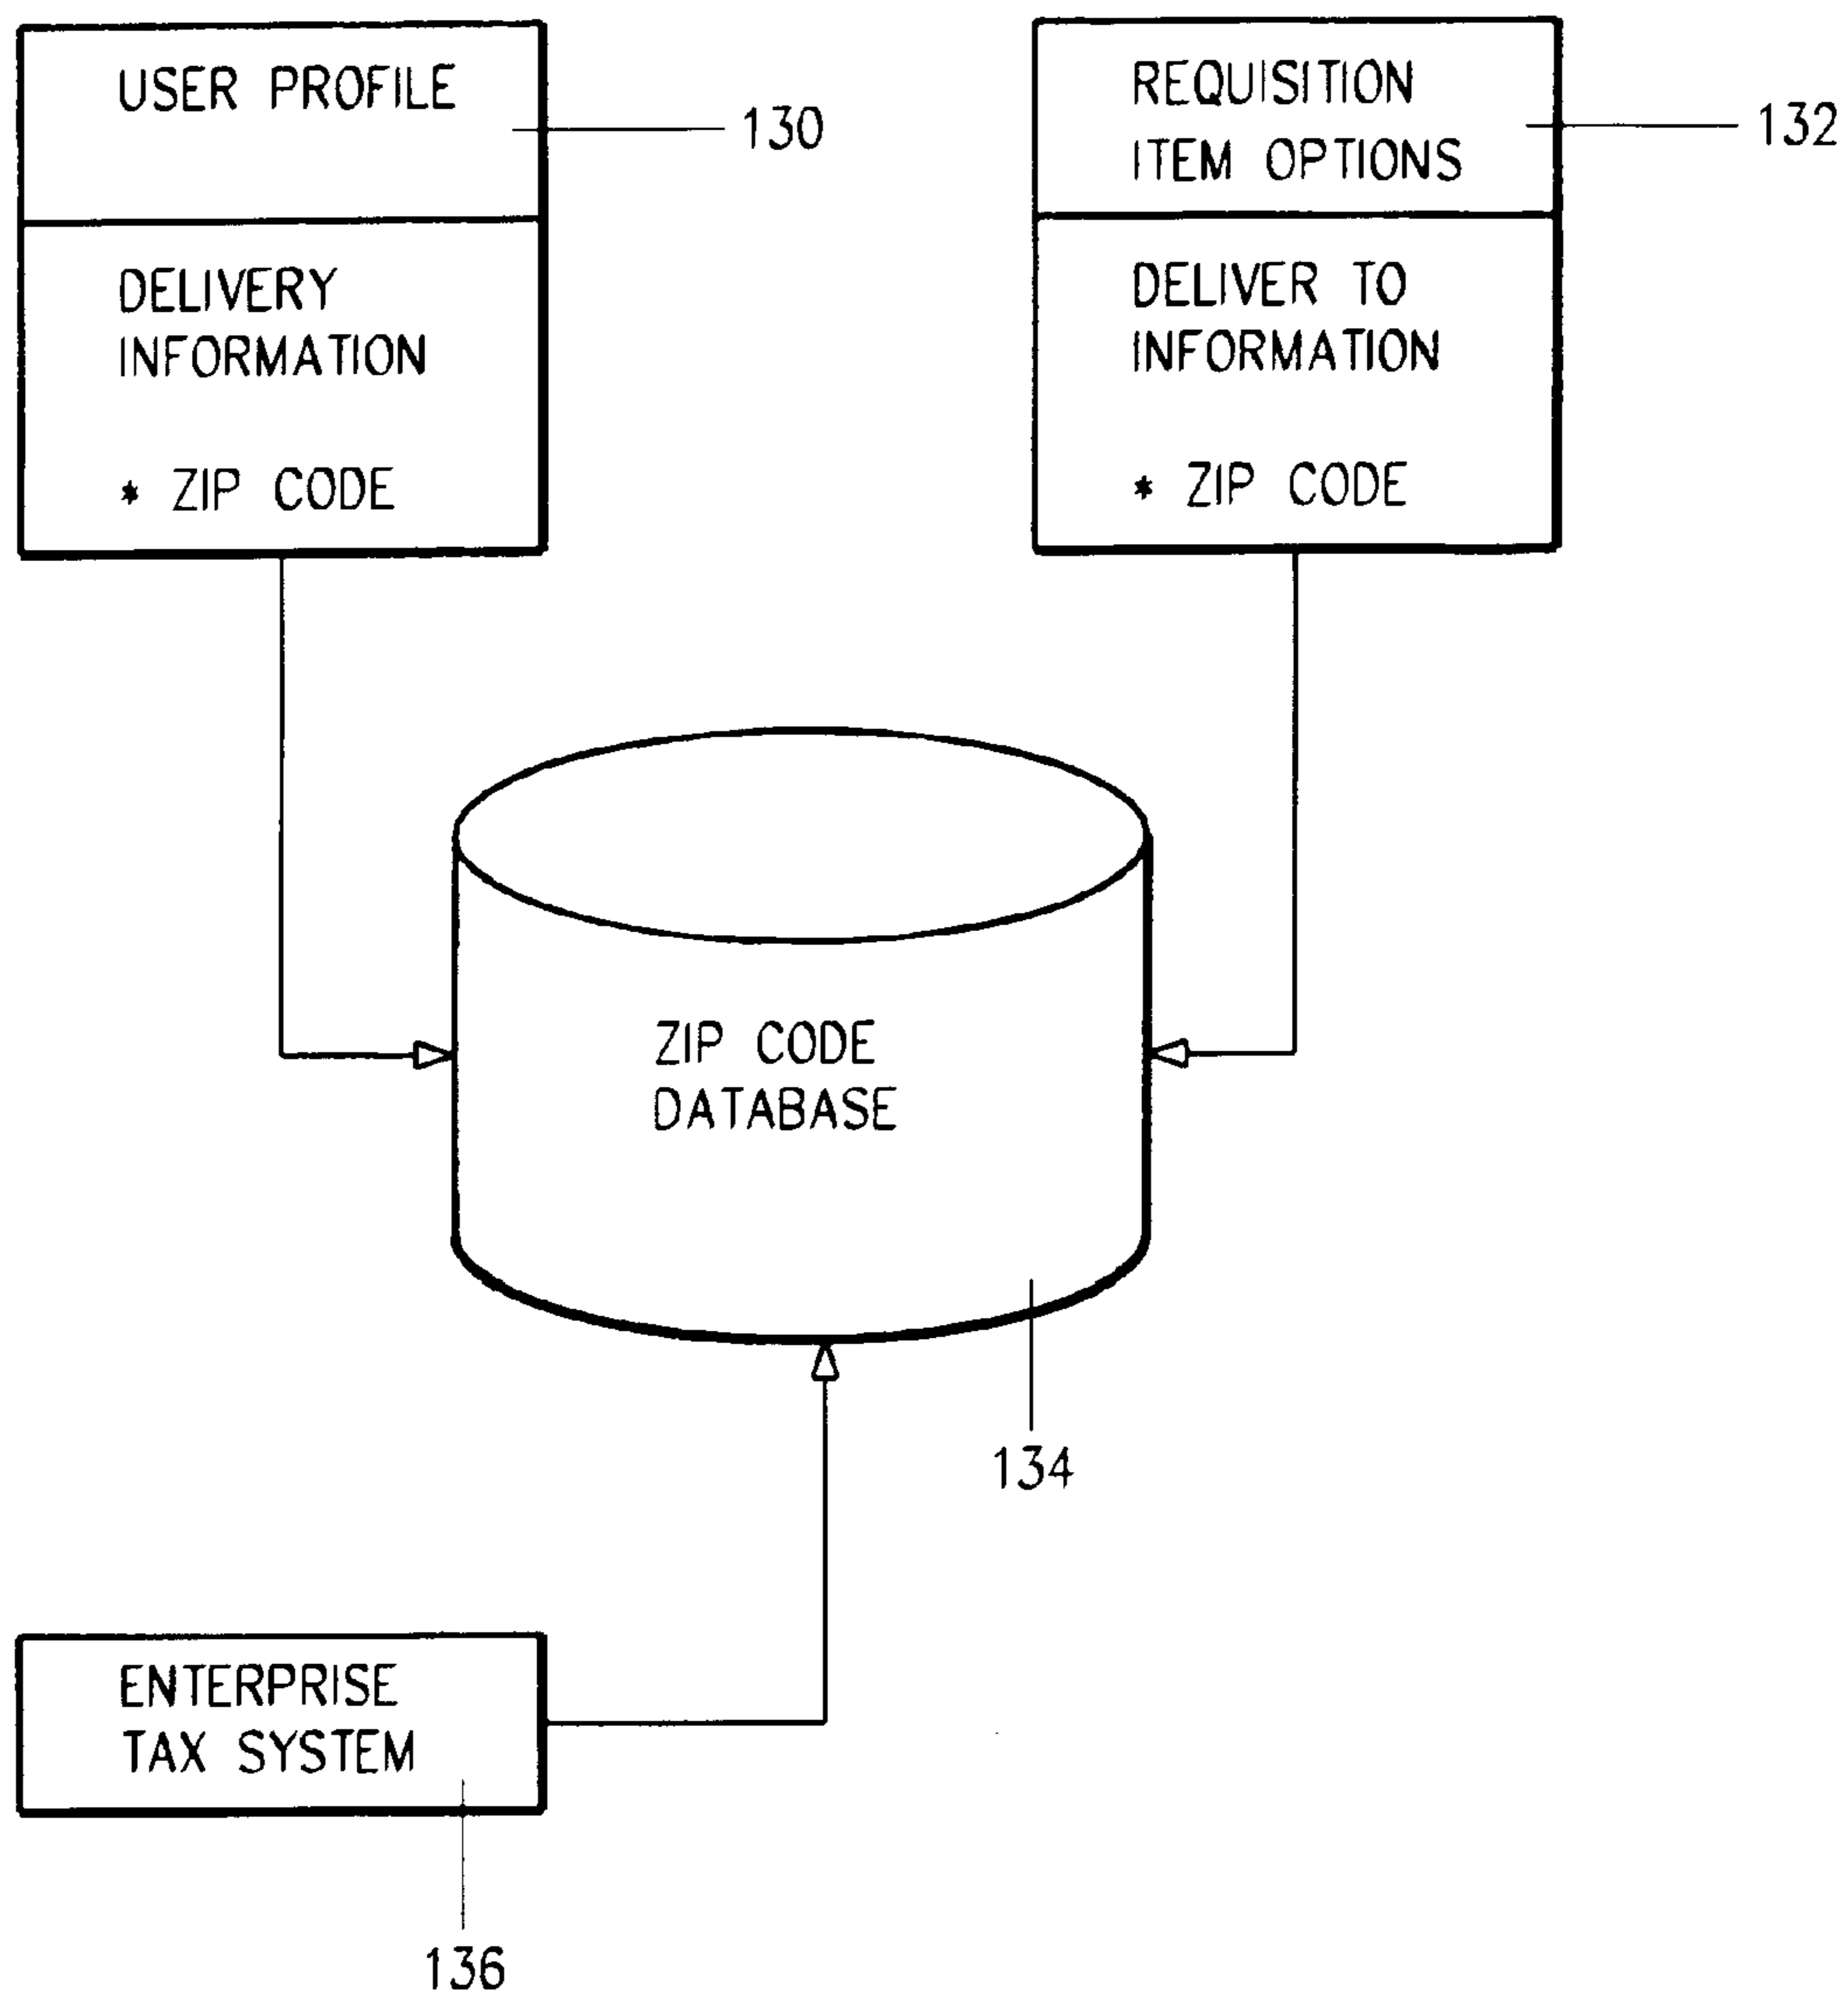 USER PROFILE
130
DELIVERY
INFORMATION
* ZIP CODE
REQUISITION
ITEM OPTIONS
132
DELIVER TO
INFORMATION
* ZIP CODE
ZIP CODE
DATABASE
134
ENTERPRISE
TAX SYSTEM
136